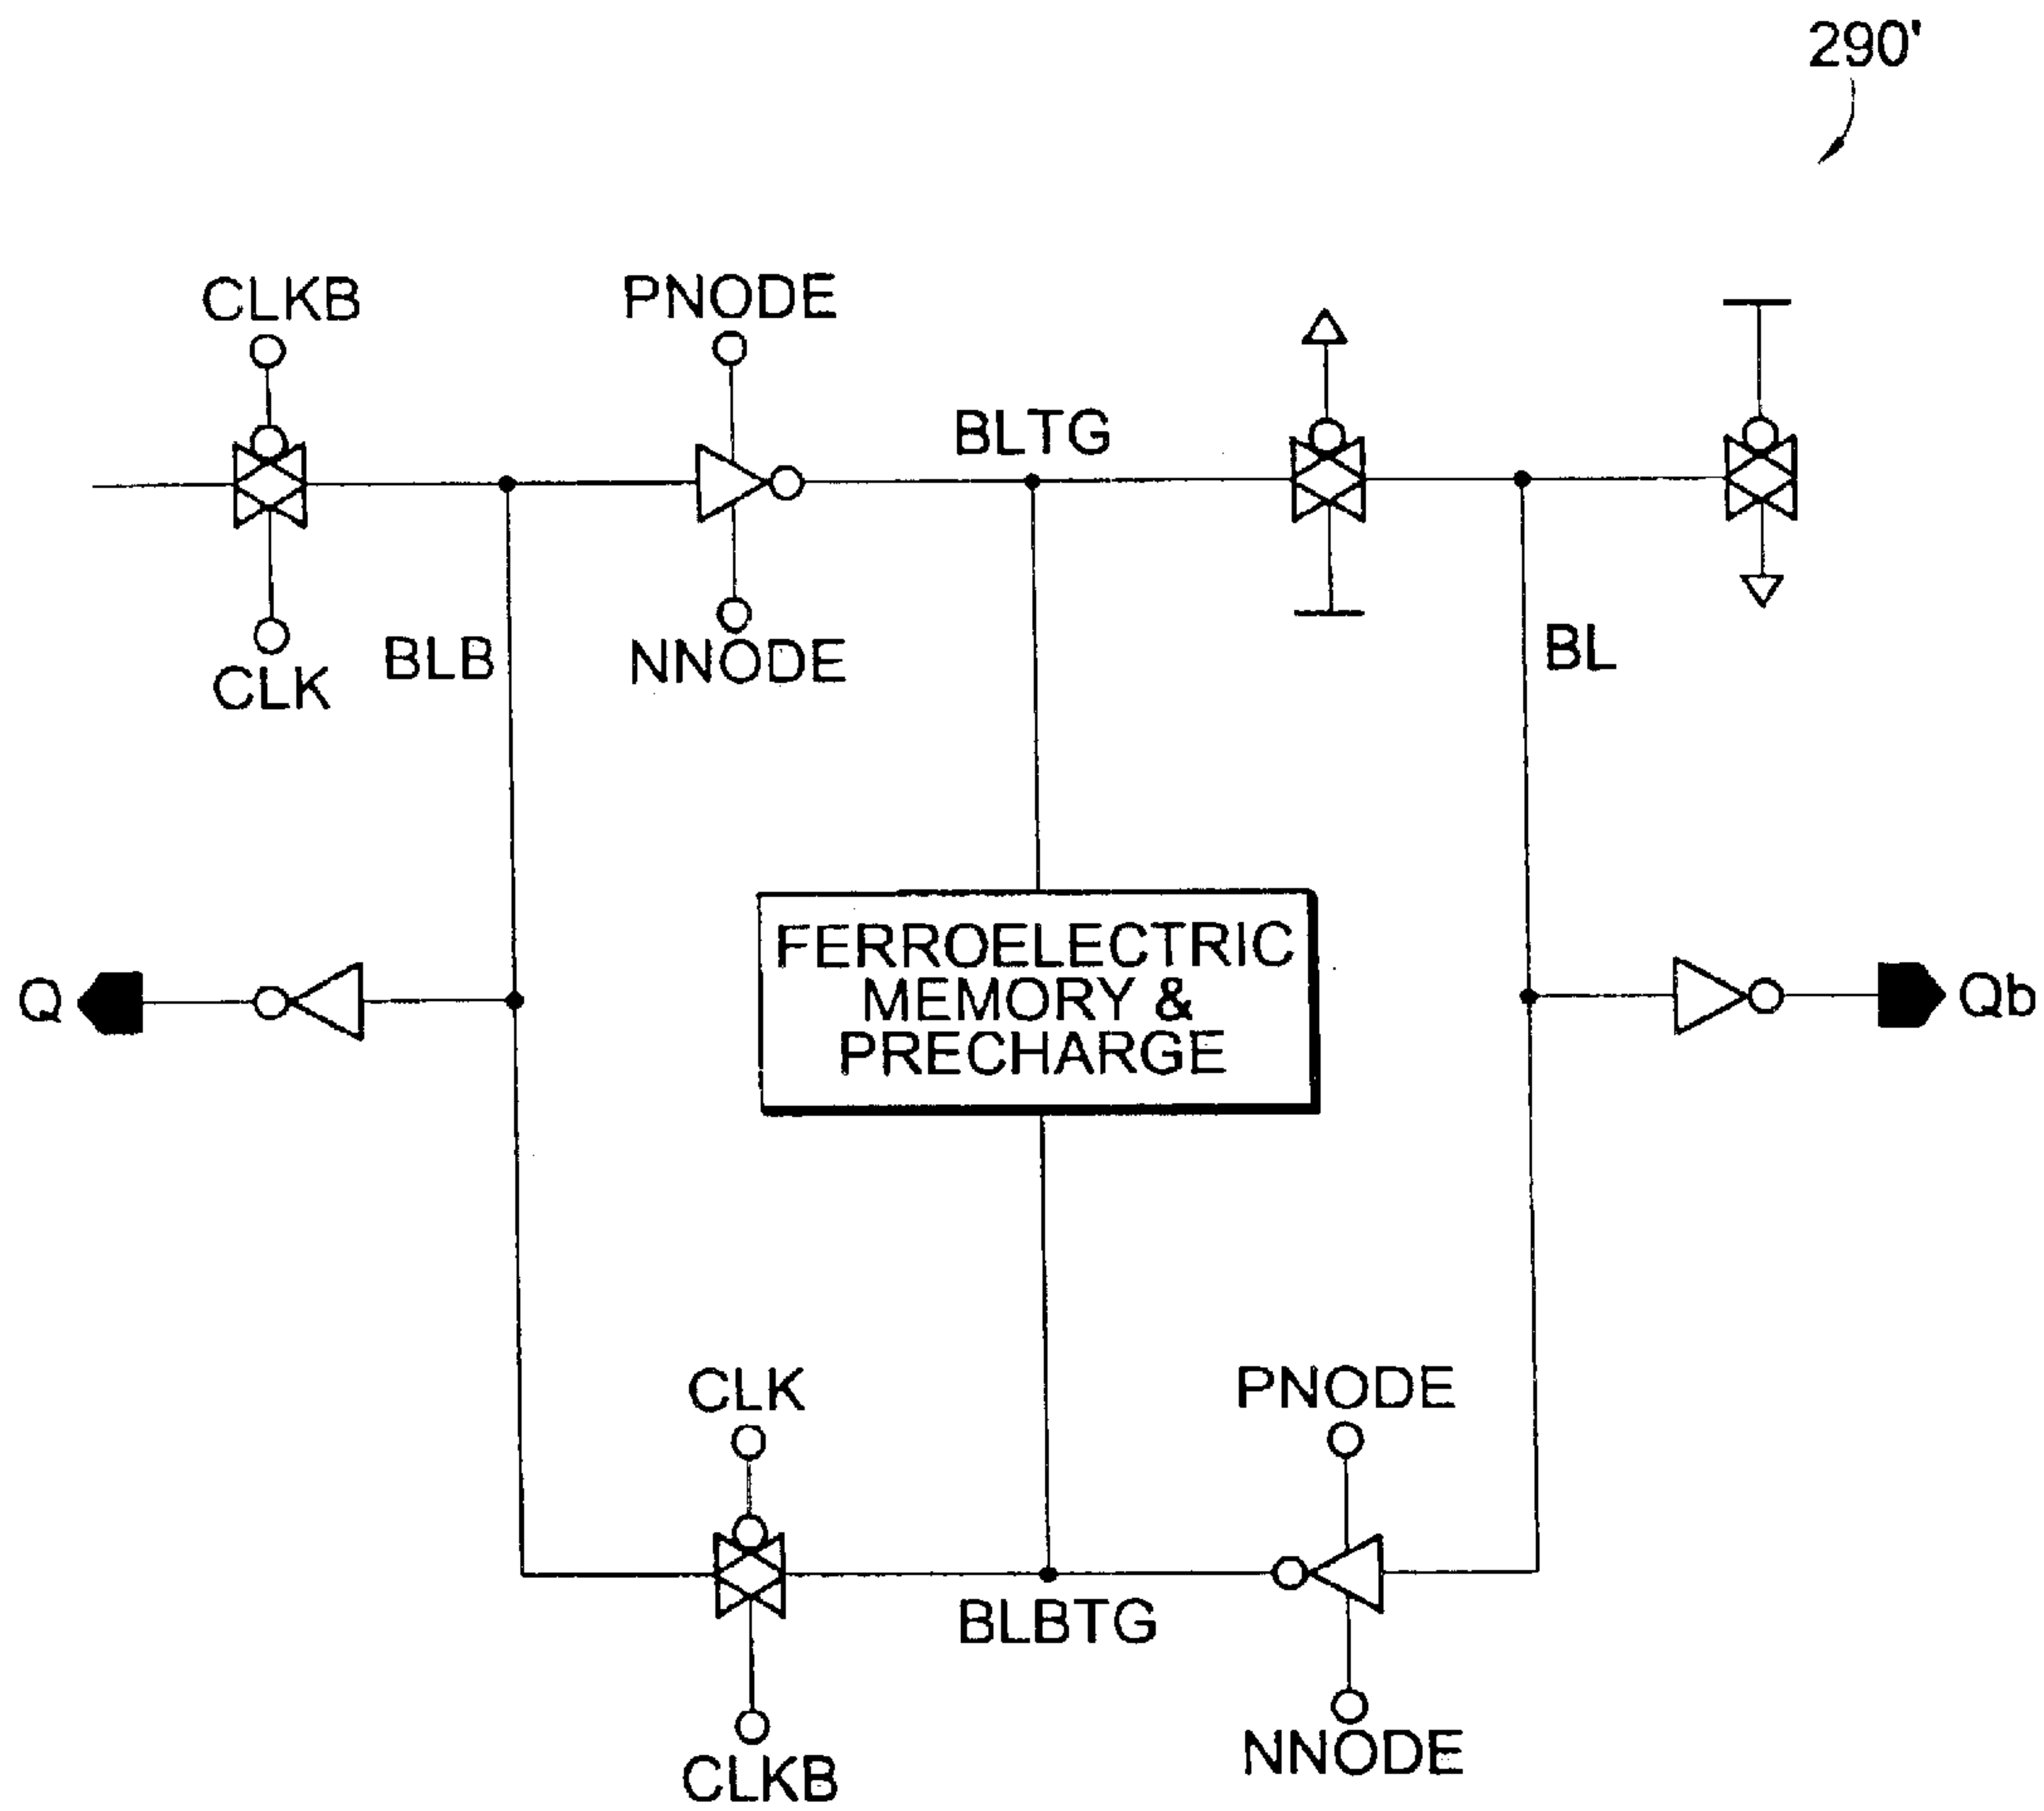 290'
CLKB
PNODE
BLTG
CLK
BLB
NNODE
BL
Q
FERROELECTRIC
MEMORY &
PRECHARGE
Qb
CLK
PNODE
BLBTG
CLKB
NNODE